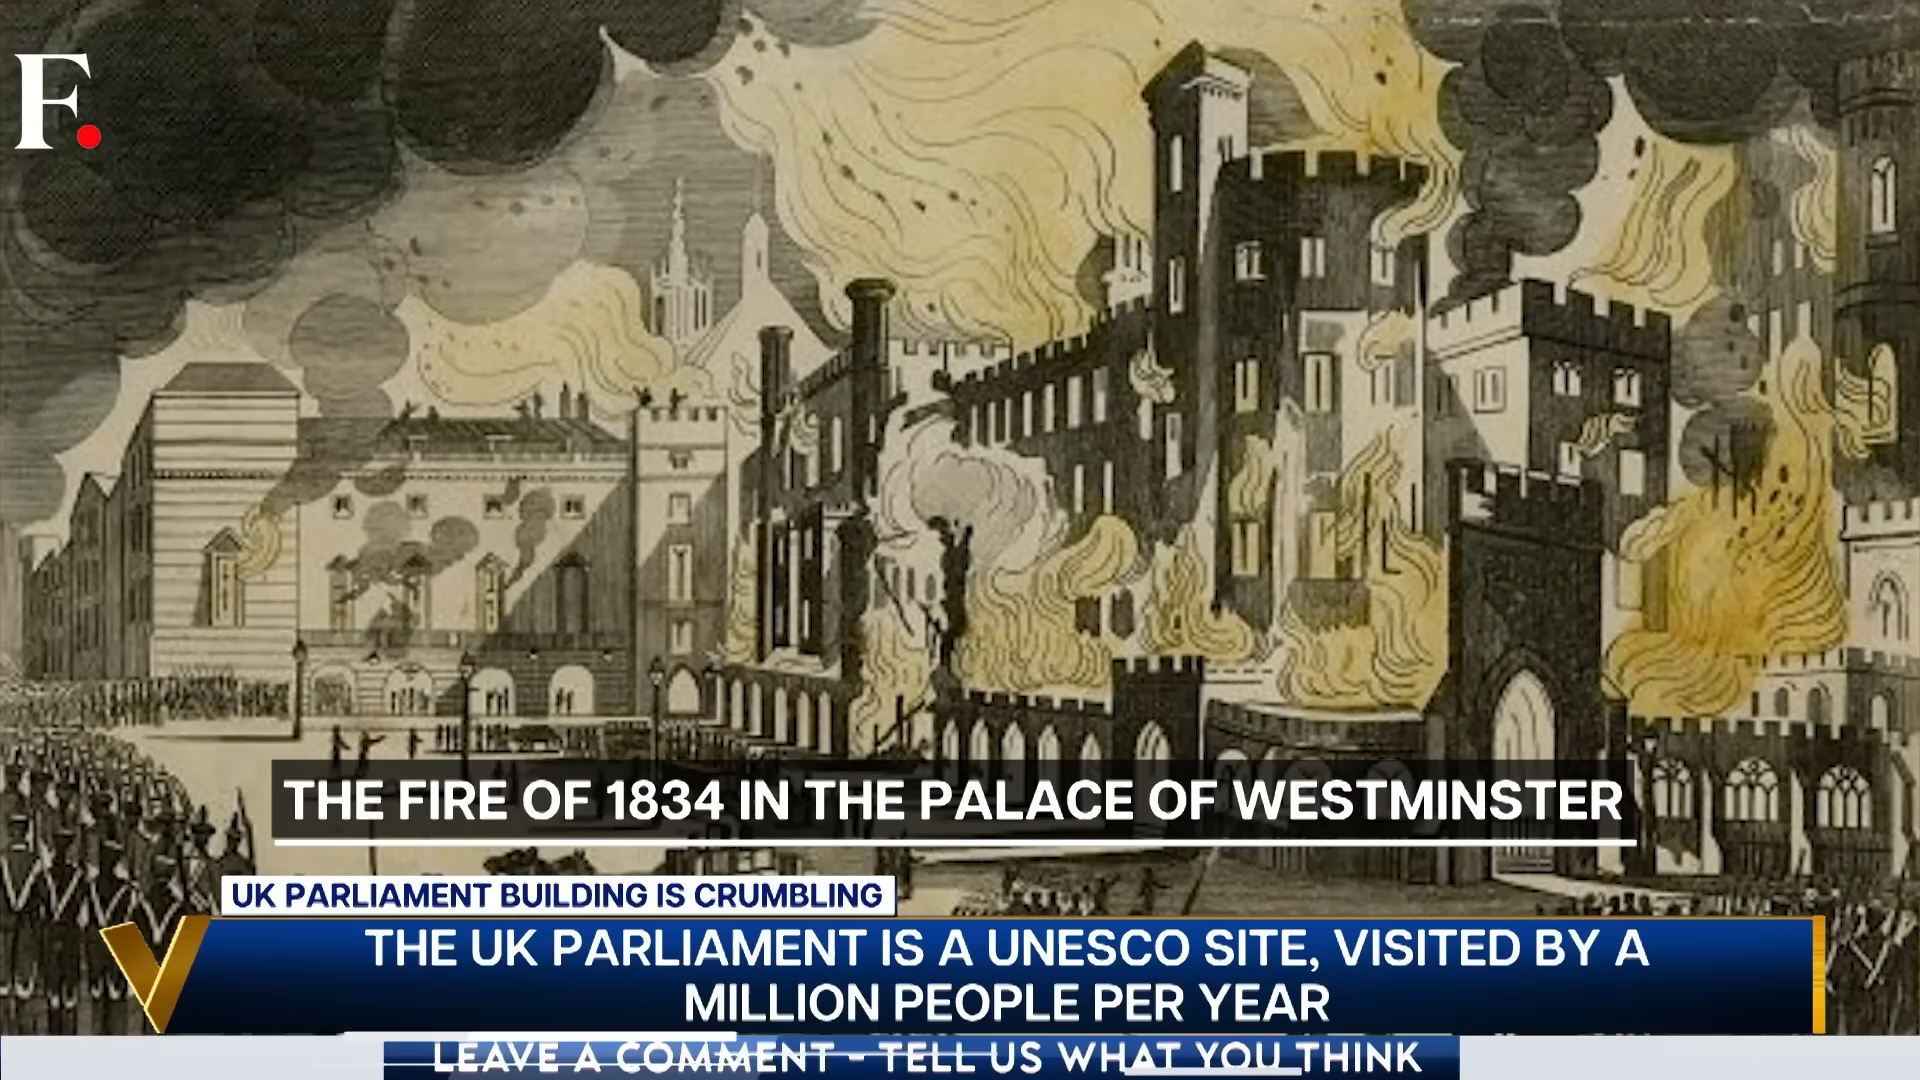 F.
THE FIRE OF 1834 IN THE PALACE OF WESTMINSTER
UK PARLIAMENT BUILDING IS CRUMBLING
THE UK PARLIAMENT IS A UNESCO SITE, VISITED BY A
MILLION PEOPLE PER YEAR
LEAVE A COMMENT - TELL US WHAT YOU THINK